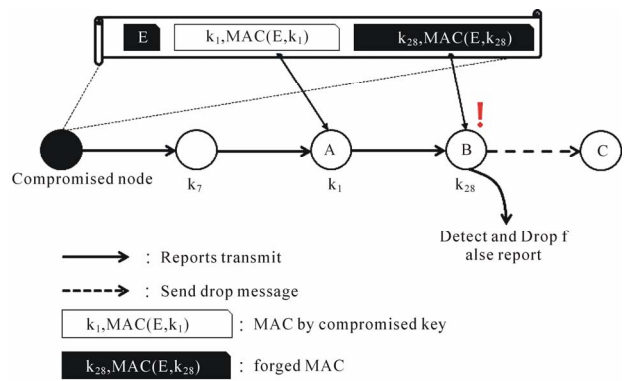 E k₁,MAC(E,k₁) k₂₈,MAC(E,k₂₈)
!
A B C
Compromised node k₇ k₁ k₂₈
Detect and Drop f
alse report
: Reports transmit
: Send drop message
k₁,MAC(E,k₁) : MAC by compromised key
k₂₈,MAC(E,k₂₈) : forged MAC